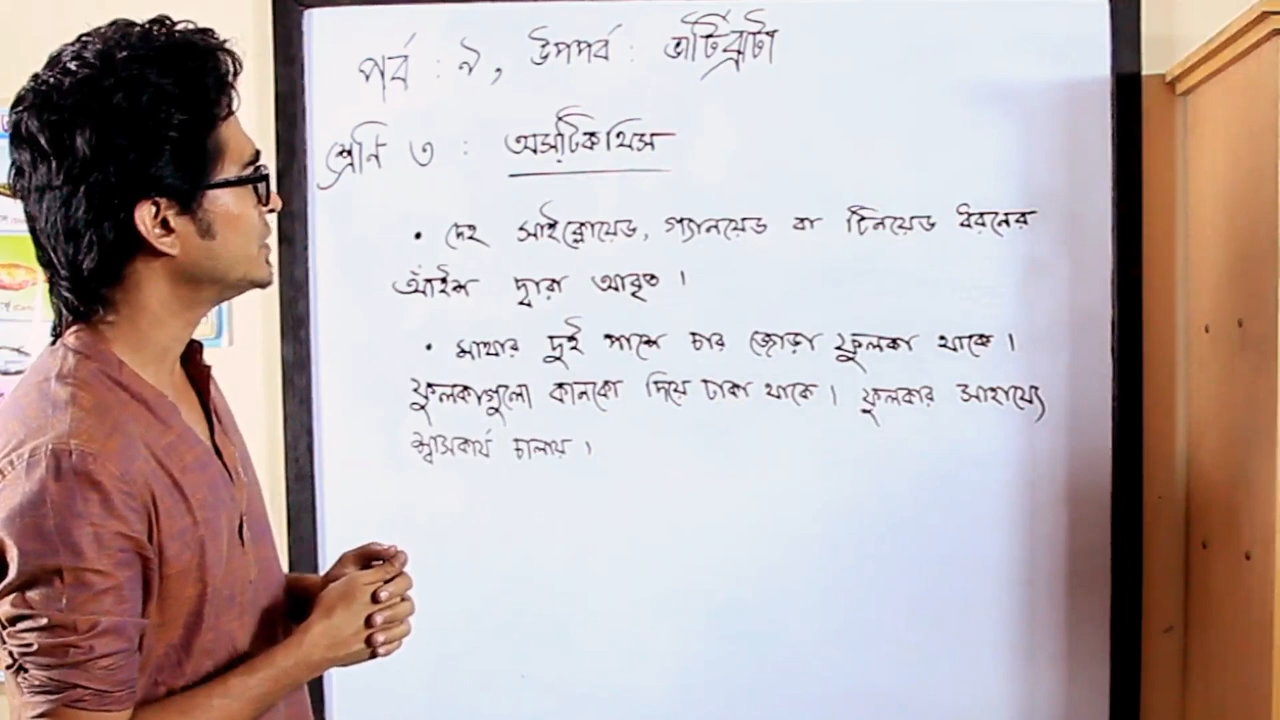 পর্ব : ৯, উপপর্ব : ভার্টিব্রাটা
শ্রেনি ৩ : অস্টিকথিস
• দেহ সাইক্লোয়েড, গ্যানয়েড বা টিনয়েড ধরনের
আঁইশ দ্বারা আবৃত ।
• মাথার দুই পাশে চার জোড়া ফুলকা থাকে ।
ফুলকাগুলো কানকো দিয়ে ঢাকা থাকে । ফুলকার সাহায্যে
শ্বাসকার্য চালায় ।